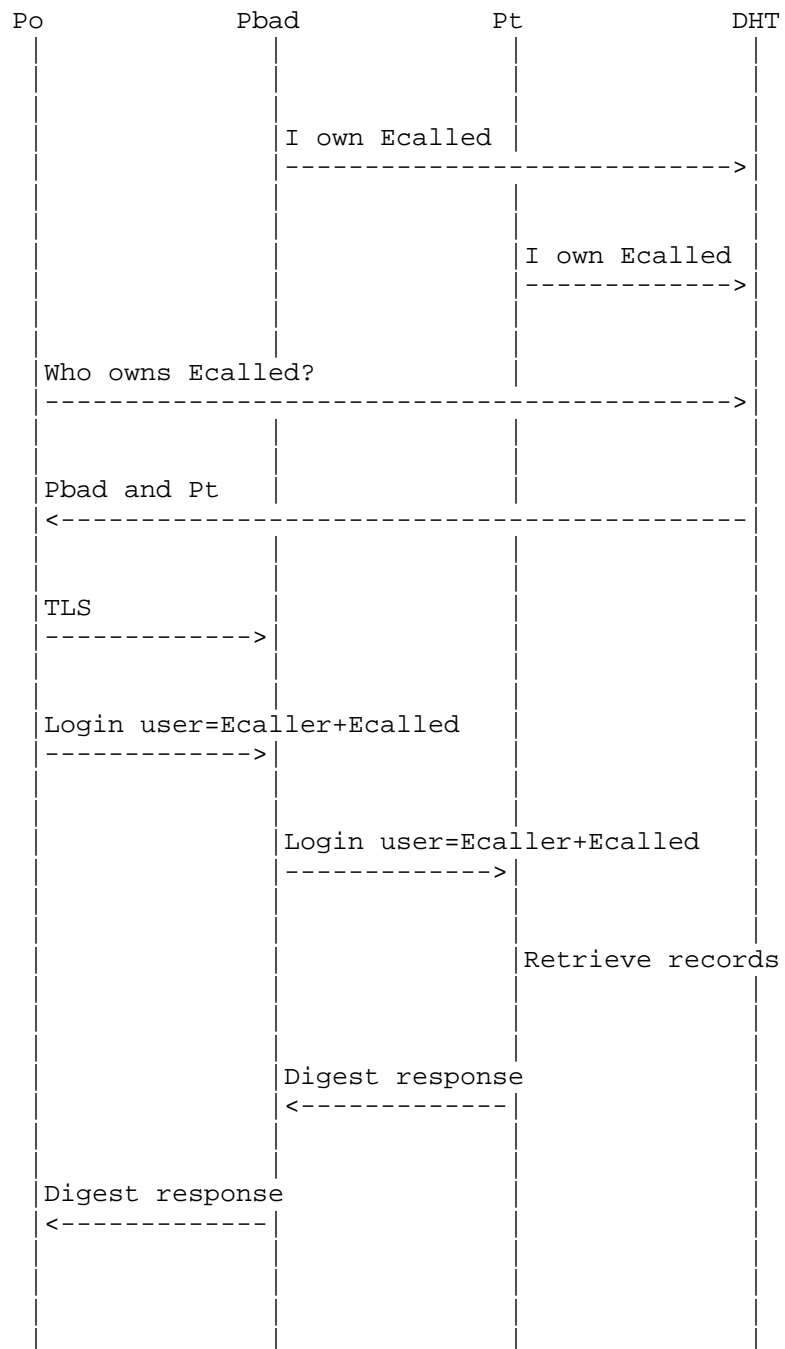 Po Pbad Pt DHT
I own Ecalled
I own Ecalled
Who owns Ecalled?
Pbad and Pt
TLS
Login user=Ecaller+Ecalled
Login user=Ecaller+Ecalled
Retrieve records
Digest response
Digest response